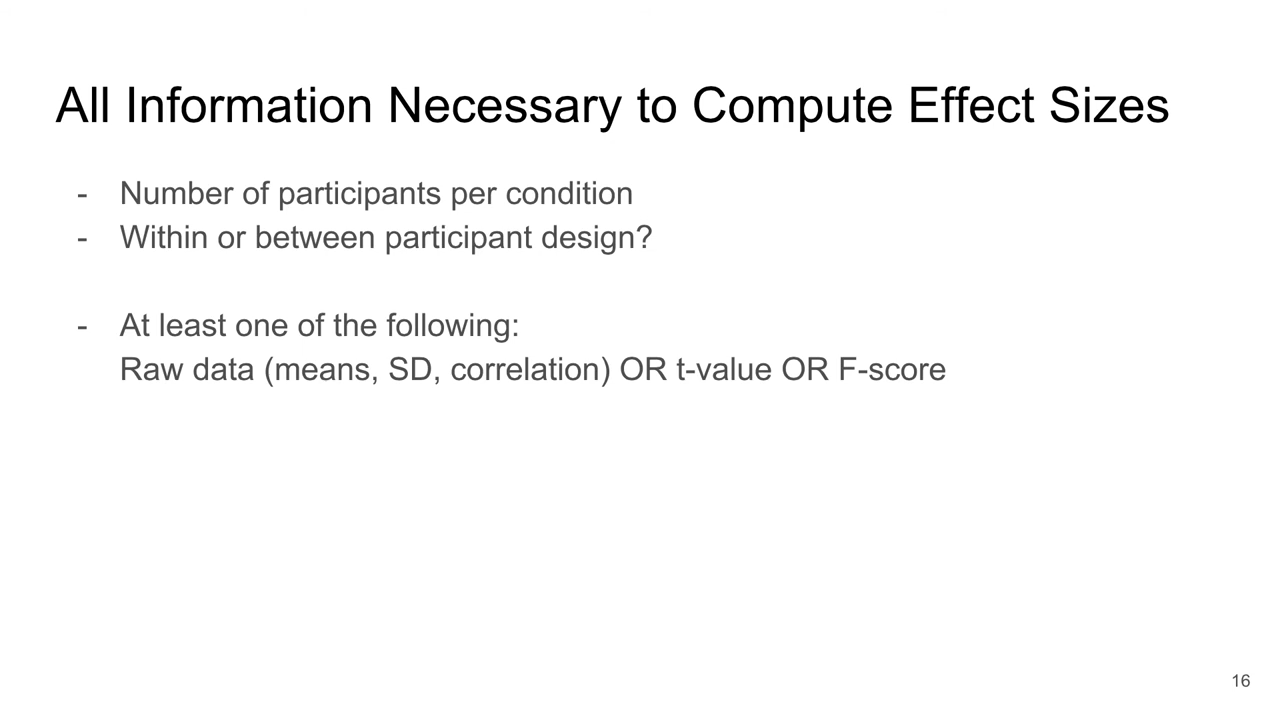 All Information Necessary to Compute Effect Sizes
- Number of participants per condition
- Within or between participant design?
- At least one of the following:
Raw data (means, SD, correlation) OR t-value OR F-score
16